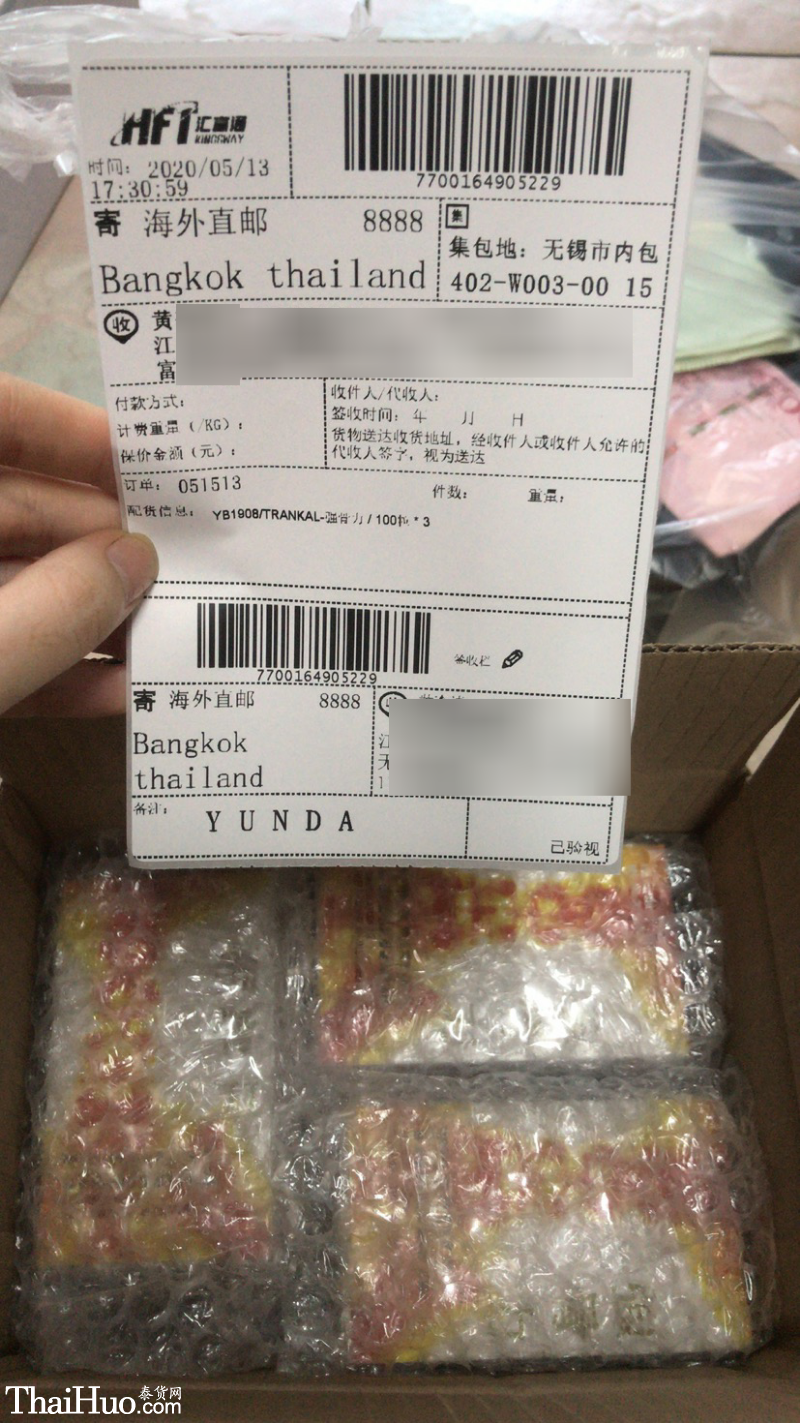 HFT 汇富通
KINGSWAY
时间: 2020/05/13
17:30:59
7700164905229
寄 海外直邮 8888
Bangkok thailand
集
集包地: 无锡市内包
402-W003-00 15
收 黄
江
富
付款方式:
计费重量(/KG):
保价金额(元):
收件人/代收人:
签收时间: 年 月 日
货物送达收货地址，经收件人或收件人允许的
代收人签字，视为送达
订单: 051513 件数: 重量:
配货信息: YB1908/TRANKAL-强骨力/100粒*3
7700164905229
签收栏
寄 海外直邮 8888
Bangkok
thailand
江
无
1
备注:
YUNDA
已验视
ThaiHuo.com
泰货网